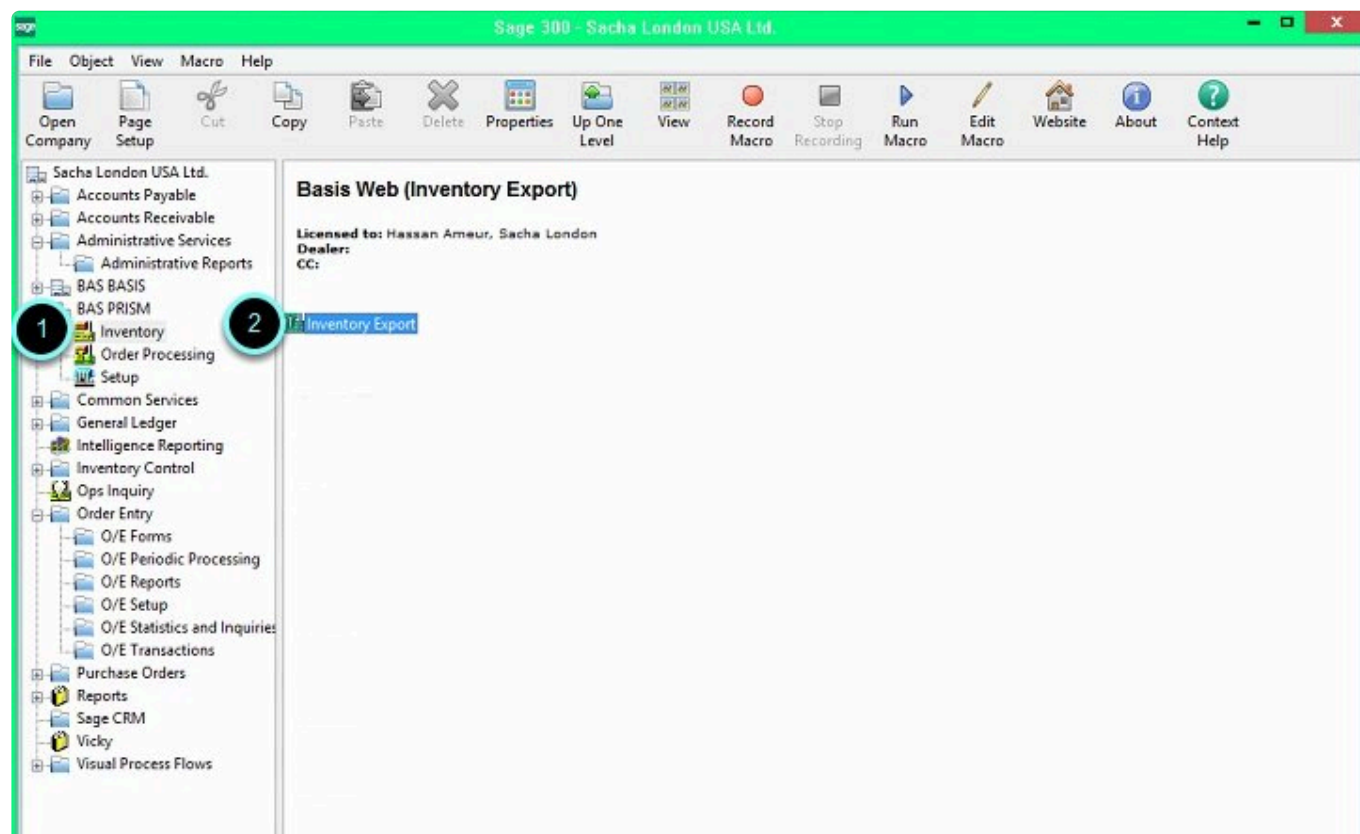 sage
Sage 300 - Sacha London USA Ltd.
X
File Object View Macro Help
Open Company
Page Setup
Cut
Copy
Paste
Delete
Properties
Up One Level
View
Record Macro
Stop Recording
Run Macro
Edit Macro
Website
About
Context Help
Sacha London USA Ltd.
Accounts Payable
Accounts Receivable
Administrative Services
Administrative Reports
BAS BASIS
BAS PRISM
1
Inventory
Order Processing
Setup
Common Services
General Ledger
Intelligence Reporting
Inventory Control
Ops Inquiry
Order Entry
O/E Forms
O/E Periodic Processing
O/E Reports
O/E Setup
O/E Statistics and Inquiries
O/E Transactions
Purchase Orders
Reports
Sage CRM
Vicky
Visual Process Flows
Basis Web (Inventory Export)
Licensed to: Hassan Ameur, Sacha London
Dealer:
CC:
2
Inventory Export